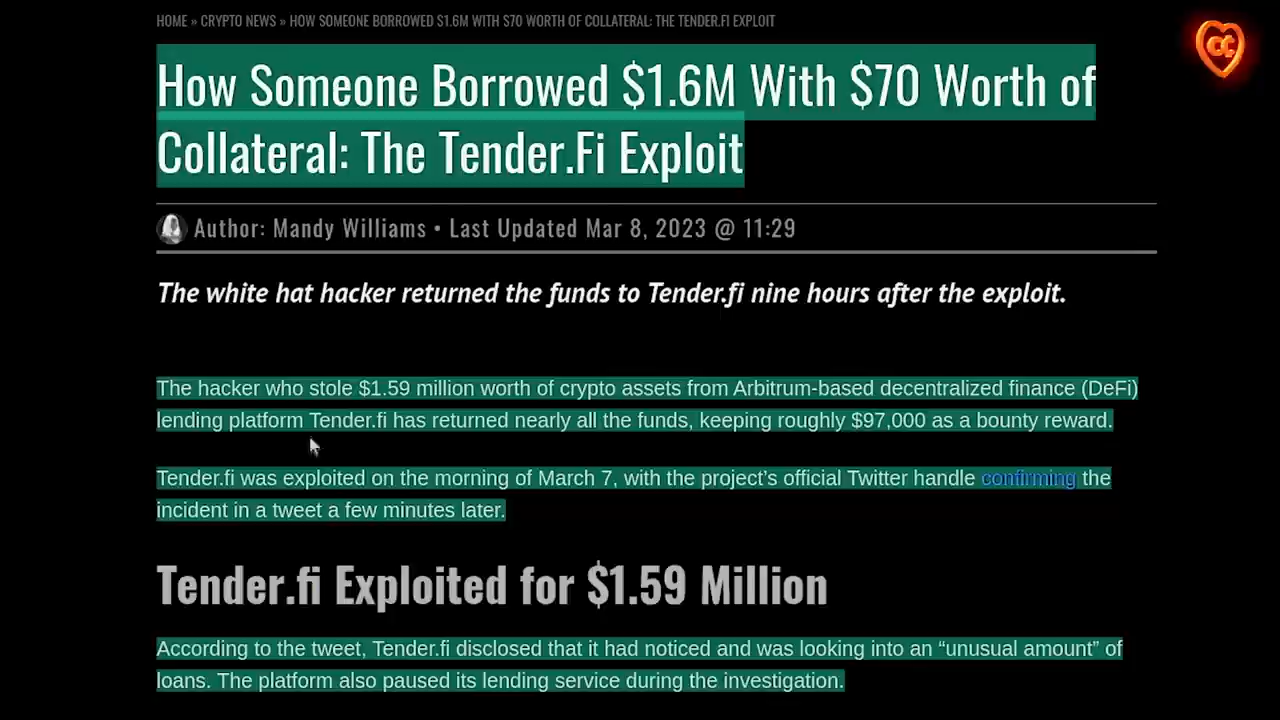 HOME » CRYPTO NEWS » HOW SOMEONE BORROWED $1.6M WITH $70 WORTH OF COLLATERAL: THE TENDER.FI EXPLOIT
How Someone Borrowed $1.6M With $70 Worth of
Collateral: The Tender.Fi Exploit
Author: Mandy Williams • Last Updated Mar 8, 2023 @ 11:29
The white hat hacker returned the funds to Tender.fi nine hours after the exploit.
The hacker who stole $1.59 million worth of crypto assets from Arbitrum-based decentralized finance (DeFi)
lending platform Tender.fi has returned nearly all the funds, keeping roughly $97,000 as a bounty reward.
Tender.fi was exploited on the morning of March 7, with the project’s official Twitter handle confirming the
incident in a tweet a few minutes later.
Tender.fi Exploited for $1.59 Million
According to the tweet, Tender.fi disclosed that it had noticed and was looking into an “unusual amount” of
loans. The platform also paused its lending service during the investigation.